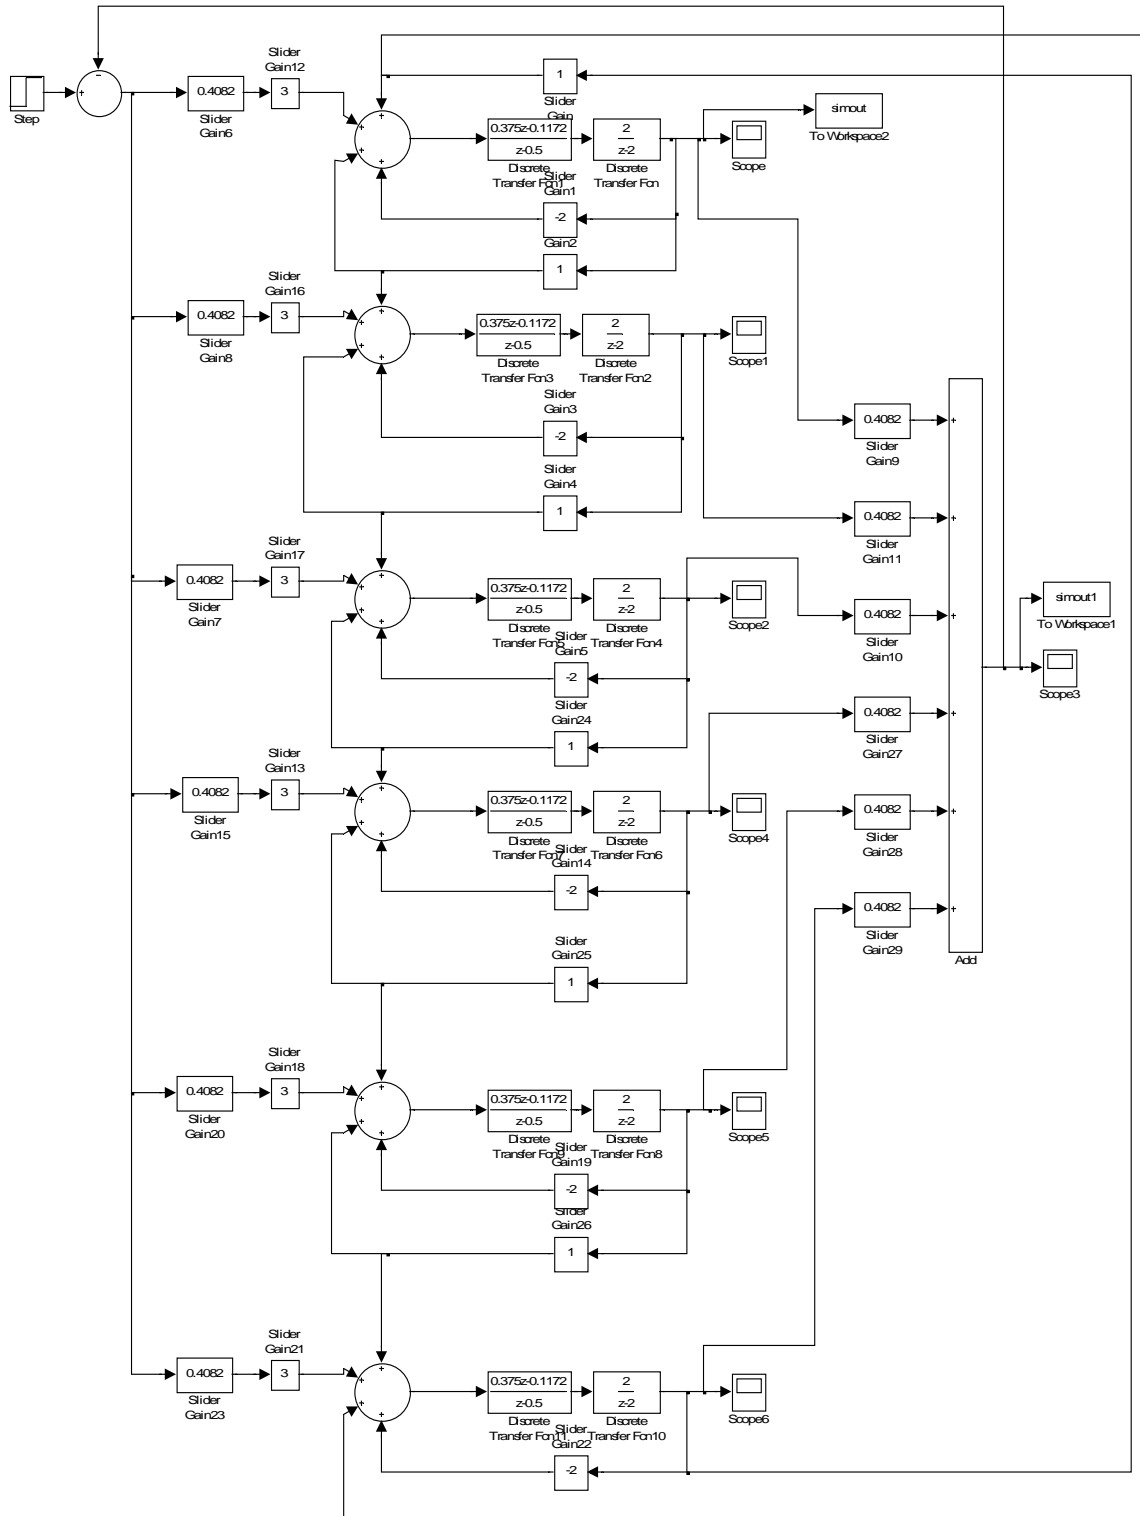 Slider
Gain12
Step
-
+
0.4082
Slider
Gain6
3
1
Slider
Gain
+
+
+
+
0.375z-0.1172
z-0.5
Discrete
Transfer Fcn1
2
z-2
Discrete
Transfer Fcn
simout
To Workspace2
Scope
Slider
Gain1
-2
Gain2
1
Slider
Gain16
0.4082
Slider
Gain8
3
+
+
+
+
0.375z-0.1172
z-0.5
Discrete
Transfer Fcn3
2
z-2
Discrete
Transfer Fcn2
Scope1
Slider
Gain3
-2
Slider
Gain4
1
0.4082
Slider
Gain9
+
0.4082
Slider
Gain11
+
Slider
Gain17
0.4082
Slider
Gain7
3
+
+
+
+
0.375z-0.1172
z-0.5
Discrete
Transfer Fcn5
2
z-2
Discrete
Transfer Fcn4
Scope2
Slider
Gain5
-2
Slider
Gain24
1
0.4082
Slider
Gain10
+
simout1
To Workspace1
Scope3
0.4082
Slider
Gain27
+
Slider
Gain13
0.4082
Slider
Gain15
3
+
+
+
+
0.375z-0.1172
z-0.5
Discrete
Transfer Fcn7
2
z-2
Discrete
Transfer Fcn6
Scope4
Slider
Gain14
-2
Slider
Gain25
1
0.4082
Slider
Gain28
+
0.4082
Slider
Gain29
+
Add
Slider
Gain18
0.4082
Slider
Gain20
3
+
+
+
+
0.375z-0.1172
z-0.5
Discrete
Transfer Fcn9
2
z-2
Discrete
Transfer Fcn8
Scope5
Slider
Gain19
-2
Slider
Gain26
1
Slider
Gain21
0.4082
Slider
Gain23
3
+
+
+
+
0.375z-0.1172
z-0.5
Discrete
Transfer Fcn11
2
z-2
Discrete
Transfer Fcn10
Scope6
Slider
Gain22
-2